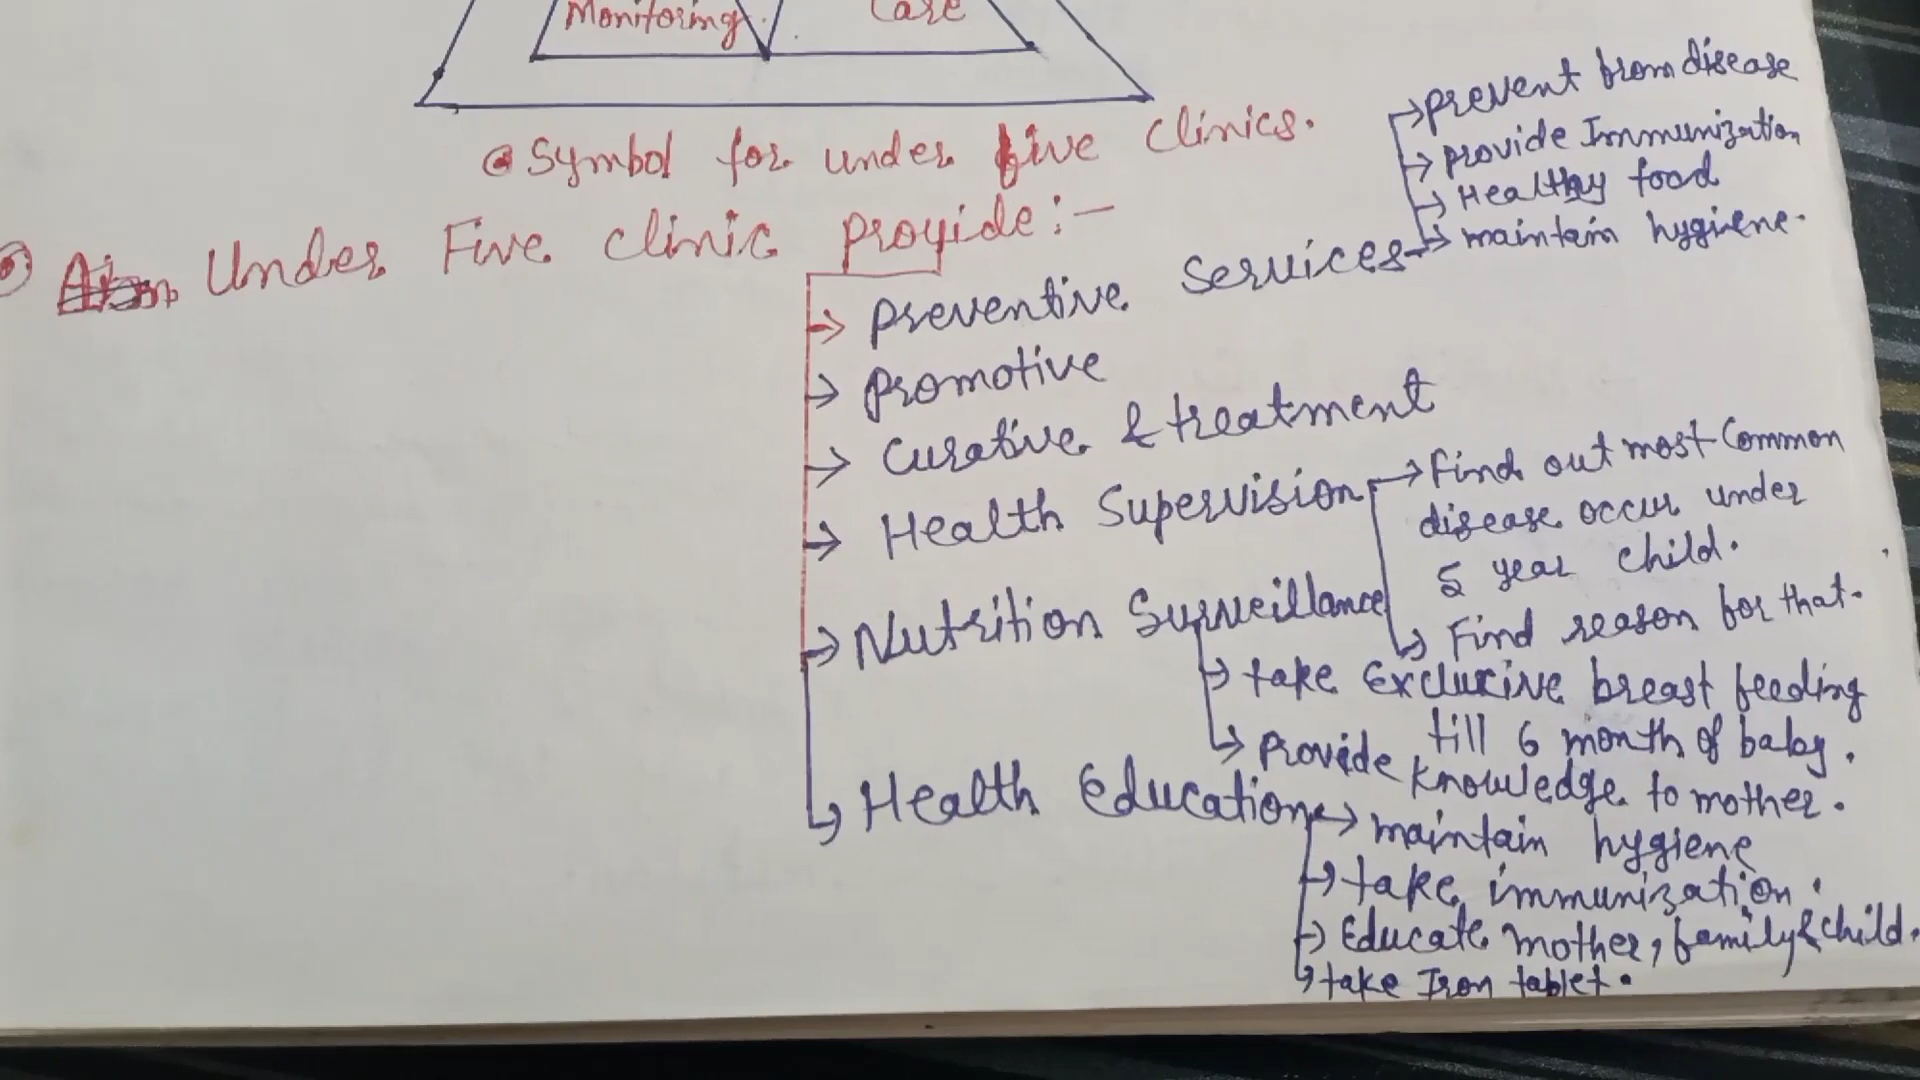 Monitoring Care
Symbol for under five Clinics.
Under Five Clinic provide:-
→ preventive Services
→ prevent from disease
→ provide Immunization
→ Healthy food
→ maintain hygiene.
→ promotive
→ Curative & treatment
→ Health Supervision
→ Find out most Common
disease occur under
5 year child.
→ Find reason for that.
→ Nutrition Surveillance
→ take Exclusive breast feeding
till 6 month of baby.
→ Provide knowledge to mother.
→ Health Education
→ maintain hygiene
→ take immunization.
→ Educate mother, family & child.
→ take Iron tablet.